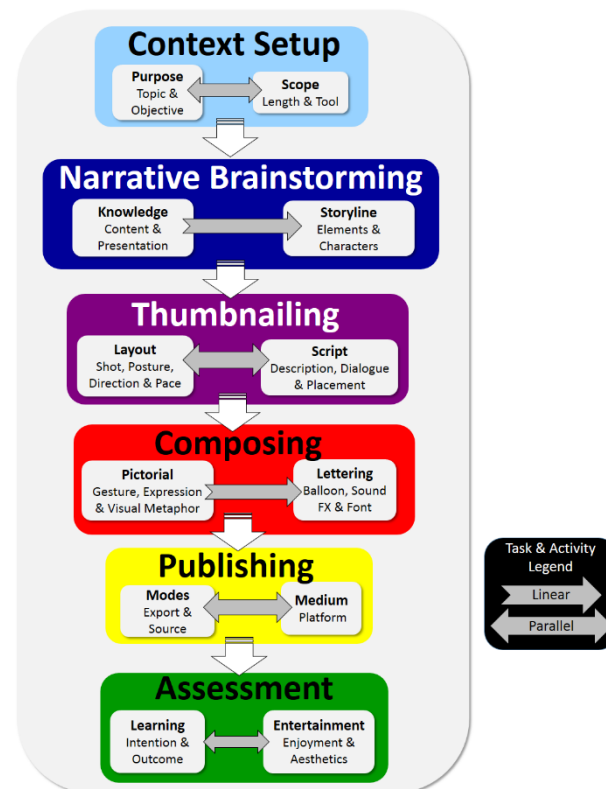 Context Setup
Purpose
Topic &
Objective
Scope
Length & Tool
Narrative Brainstorming
Knowledge
Content &
Presentation
Storyline
Elements &
Characters
Thumbnailing
Layout
Shot, Posture,
Direction & Pace
Script
Description, Dialogue
& Placement
Composing
Pictorial
Gesture, Expression
& Visual Metaphor
Lettering
Balloon, Sound
FX & Font
Publishing
Modes
Export &
Source
Medium
Platform
Assessment
Learning
Intention &
Outcome
Entertainment
Enjoyment &
Aesthetics
Task & Activity
Legend
Linear
Parallel